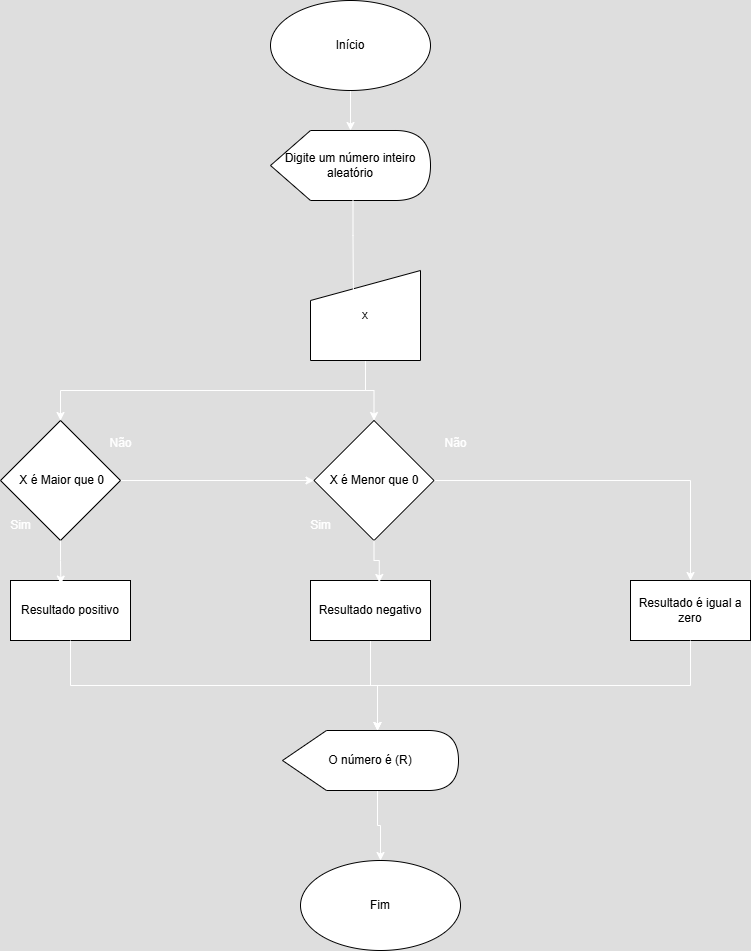 Início
Digite um número inteiro
aleatório
X
Não
Não
X é Maior que 0
X é Menor que 0
Sim
Sim
Resultado positivo
Resultado negativo
Resultado é igual a
zero
O número é (R)
Fim